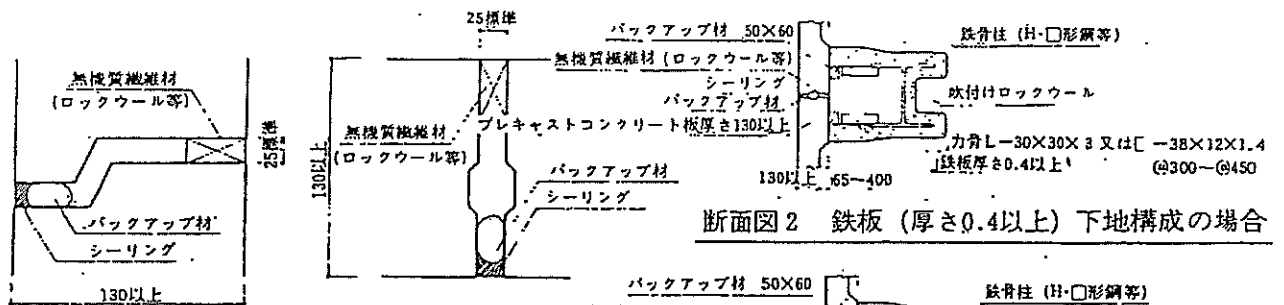 無機質繊維材
(ロックウール等)
25標準
バックアップ材
シーリング
130以上
25標準
130以上
無機質繊維材
(ロックウール等)
バックアップ材
シーリング
バックアップ材 50×60
無機質繊維材 (ロックウール等)
シーリング
バックアップ材
プレキャストコンクリート板厚さ130以上
130以上
65〜400
鉄骨柱 (H・□形鋼等)
吹付けロックウール
力骨L−30×30×3 又は[ −38×12×1.4
鉄板厚さ0.4以上 @300〜@450
断面図2 鉄板 (厚さ0.4以上) 下地構成の場合
バックアップ材 50×60
鉄骨柱 (H・□形鋼等)